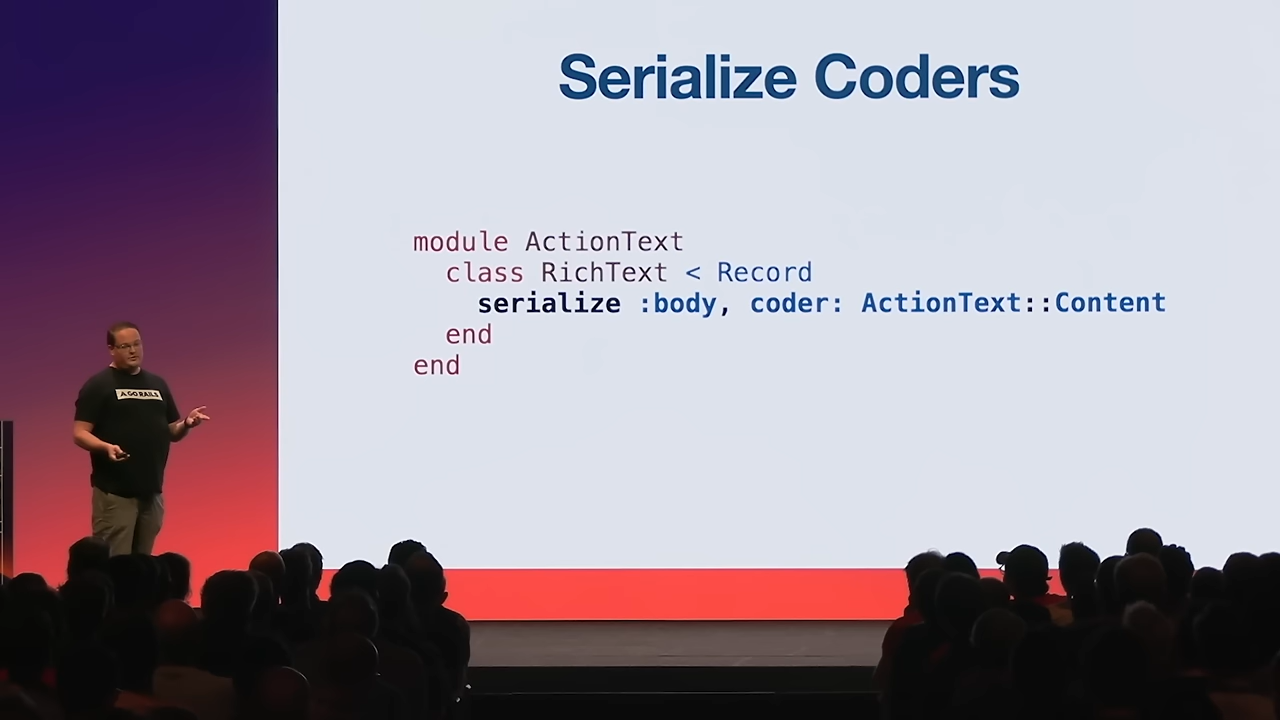 Serialize Coders
module ActionText
  class RichText < Record
    serialize :body, coder: ActionText::Content
  end
end
GO RAILS